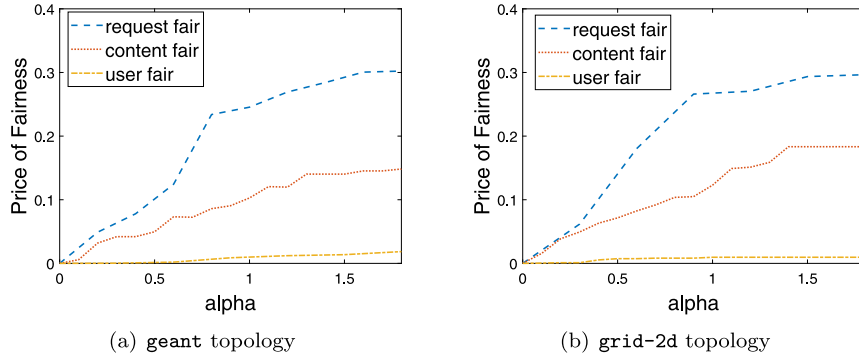 0.4
0.3
0.2
0.1
0
Price of Fairness
request fair
content fair
user fair
0 0.5 1 1.5
alpha
(a) geant topology
0.4
0.3
0.2
0.1
0
Price of Fairness
request fair
content fair
user fair
0 0.5 1 1.5
alpha
(b) grid-2d topology